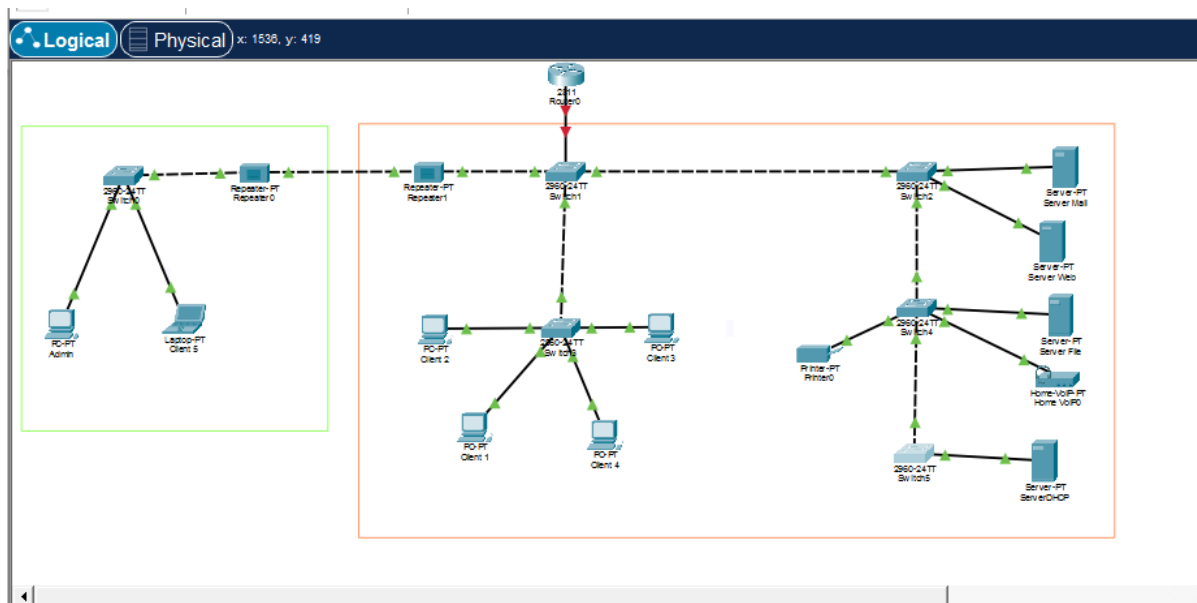 Logical Physical x: 1536, y: 419
2811
Router0
2960-24TT
Switch0
Repeater-PT
Repeater0
Repeater-PT
Repeater1
2960-24TT
Switch1
2960-24TT
Switch2
Server-PT
Server Mail
Server-PT
Server Web
PC-PT
Admin
Laptop-PT
Client 5
PC-PT
Client 2
2960-24TT
Switch3
PC-PT
Client 3
2960-24TT
Switch4
Server-PT
Server File
Printer-PT
Printer0
Home-VoIP-PT
Home VoIP0
PC-PT
Client 1
PC-PT
Client 4
2960-24TT
Switch5
Server-PT
ServerDHCP